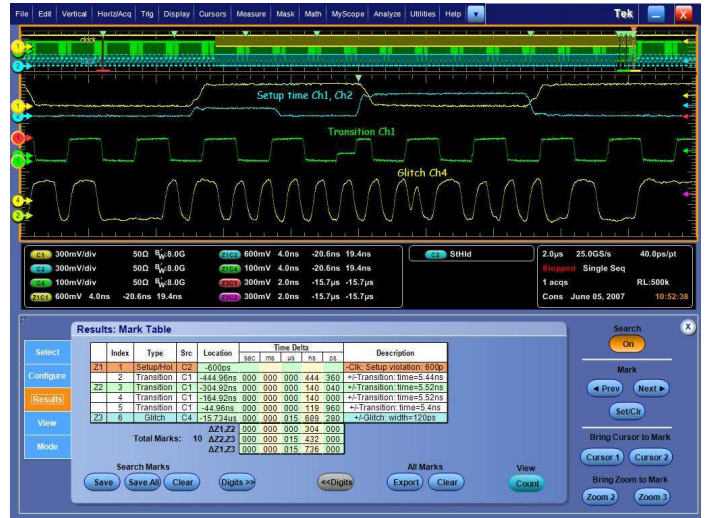 File Edit Vertical Horiz/Acq Trig Display Cursors Measure Mask Math MyScope Analyze Utilities Help Tek X
clock
Setup time Ch1, Ch2
Transition Ch1
Glitch Ch4
C1 300mV/div 50Ω BW:8.0G Z1C2 600mV 4.0ns -20.6ns 19.4ns C2 StHld 2.0µs 25.0GS/s 40.0ps/pt
C2 300mV/div 50Ω BW:8.0G Z1C4 100mV 4.0ns -20.6ns 19.4ns Stopped Single Seq
C4 100mV/div 50Ω BW:8.0G 300mV 2.0ns -15.7µs -15.7µs 1 acqs RL:500k
Z1C1 600mV 4.0ns -20.6ns 19.4ns 300mV 2.0ns -15.7µs -15.7µs Cons June 05, 2007 10:52:38
Results: Mark Table
Select
Configure
Results
View
Mode
Index Type Src Location Time Delta Description
sec ms µs ns ps
Z1 1 Setup/Hol C2 -600ps -Clk: Setup violation: 600p
2 Transition C1 -444.96ns 000 000 000 444 360 +/-Transition: time=5.44ns
Z2 3 Transition C1 -304.92ns 000 000 000 140 040 +/-Transition: time=5.52ns
4 Transition C1 -164.92ns 000 000 000 140 000 +/-Transition: time=5.52ns
5 Transition C1 -44.96ns 000 000 000 119 960 +/-Transition: time=5.4ns
Z3 6 Glitch C4 -15.734us 000 000 015 689 280 +/-Glitch: width=120ps
ΔZ1,Z2 000 000 000 304 000
Total Marks: 10 ΔZ2,Z3 000 000 015 432 000
ΔZ1,Z3 000 000 015 736 000
Search Marks
Save Save All Clear Digits >> <<Digits
All Marks
Export Clear
View
Count
Search
On
X
Mark
Prev Next
Set/Clr
Bring Cursor to Mark
Cursor 1 Cursor 2
Bring Zoom to Mark
Zoom 2 Zoom 3